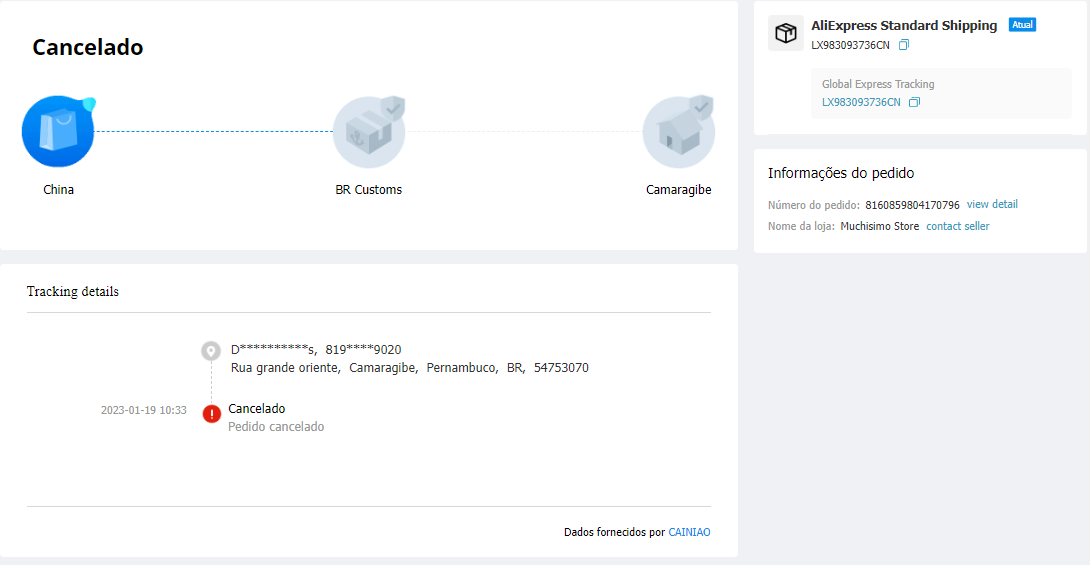 Cancelado
China
BR Customs
Camaragibe
Tracking details
D**********s, 819****9020
Rua grande oriente, Camaragibe, Pernambuco, BR, 54753070
2023-01-19 10:33
Cancelado
Pedido cancelado
Dados fornecidos por CAINIAO
AliExpress Standard Shipping Atual
LX983093736CN
Global Express Tracking
LX983093736CN
Informações do pedido
Número do pedido: 8160859804170796 view detail
Nome da loja: Muchisimo Store contact seller